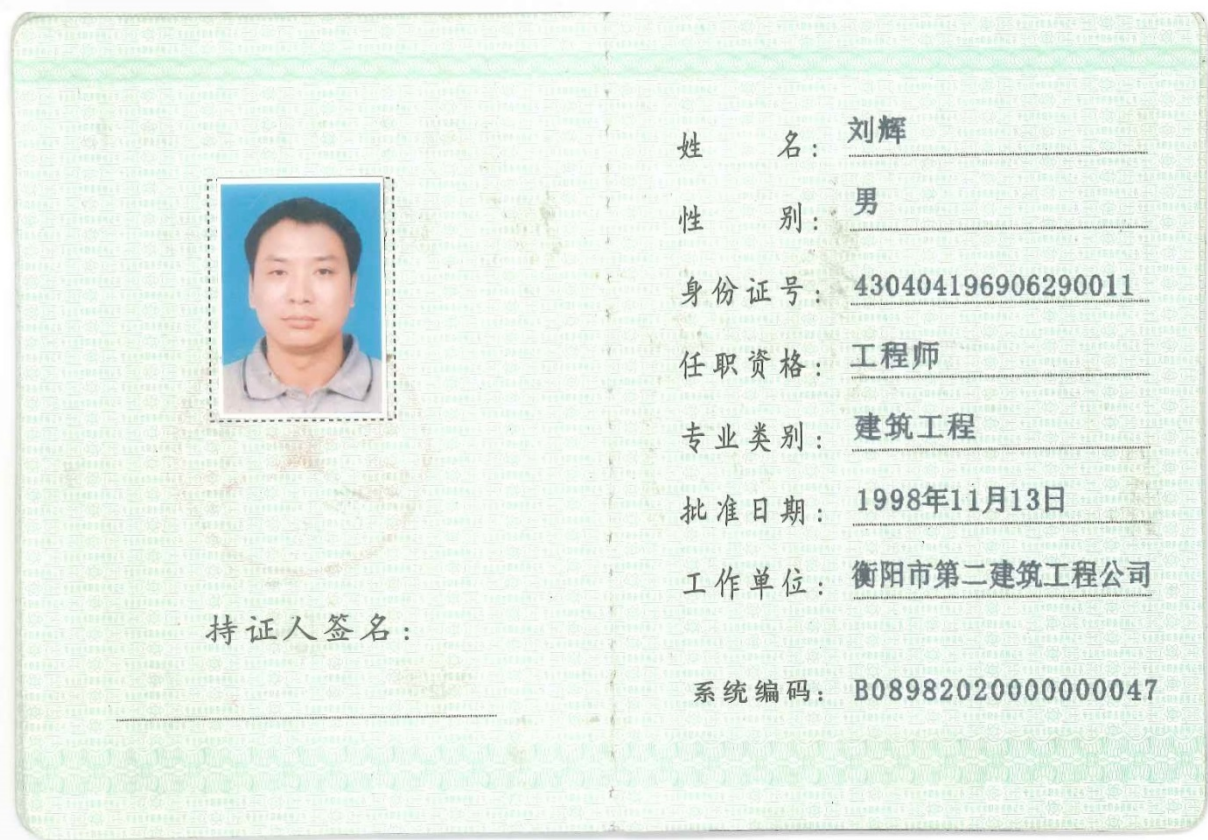 持证人签名：
姓名：刘辉
性别：男
身份证号：430404196906290011
任职资格：工程师
专业类别：建筑工程
批准日期：1998年11月13日
工作单位：衡阳市第二建筑工程公司
系统编码：B08982020000000047